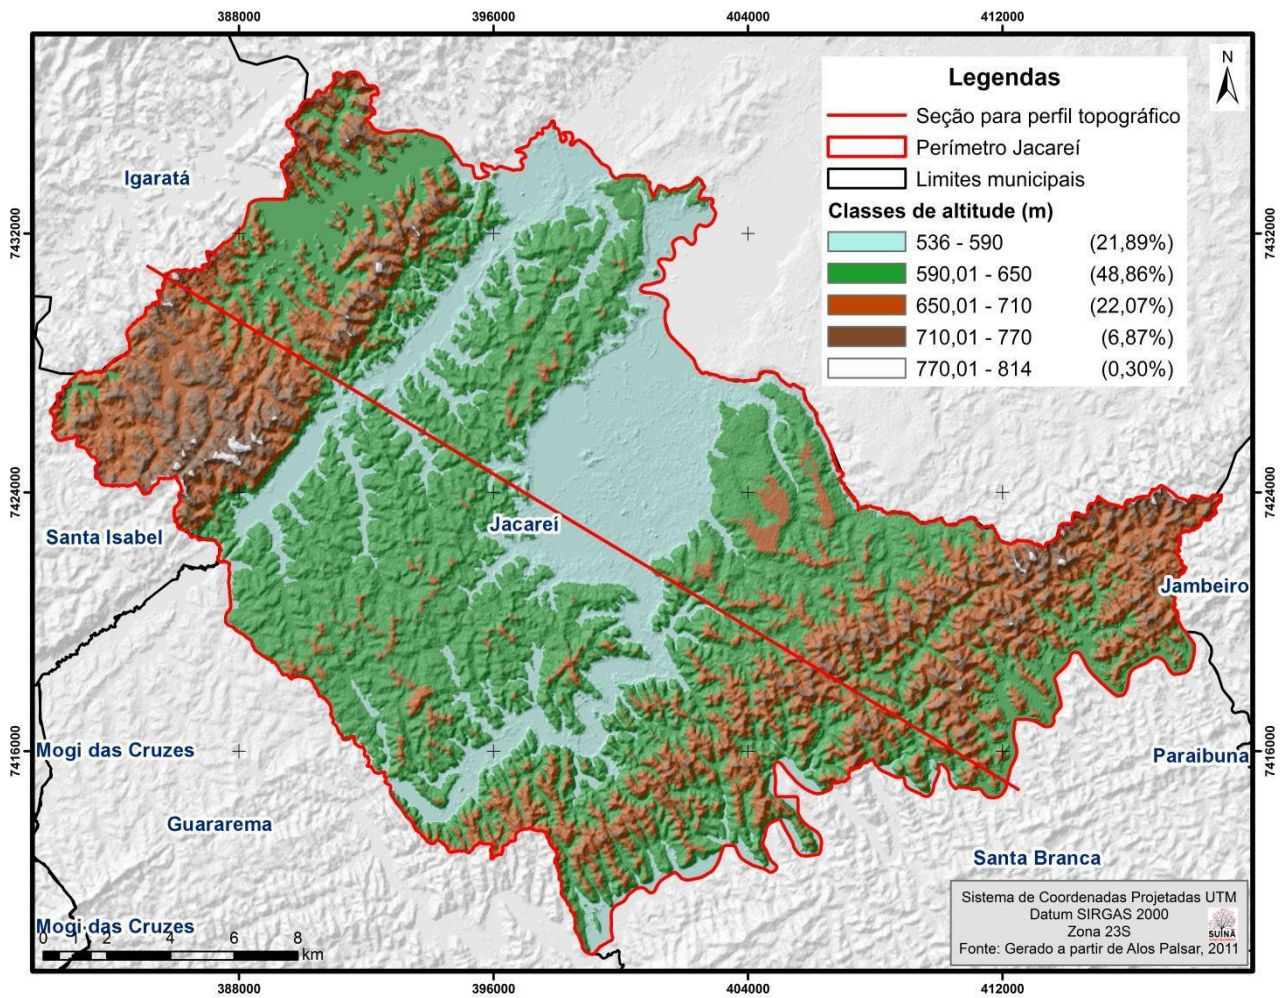 388000 396000 404000 412000
N
Legendas
Seção para perfil topográfico
Perímetro Jacareí
Limites municipais
Classes de altitude (m)
536 - 590 (21,89%)
590,01 - 650 (48,86%)
650,01 - 710 (22,07%)
710,01 - 770 (6,87%)
770,01 - 814 (0,30%)
Igaratá
7432000 7432000
7424000 7424000
Jacareí
Santa Isabel
Jambeiro
Mogi das Cruzes
7416000 7416000
Paraibuna
Guararema
Santa Branca
Mogi das Cruzes
0 1 2 4 6 8
km
Sistema de Coordenadas Projetadas UTM
Datum SIRGAS 2000
Zona 23S
Fonte: Gerado a partir de Alos Palsar, 2011
SUINÃ
388000 396000 404000 412000